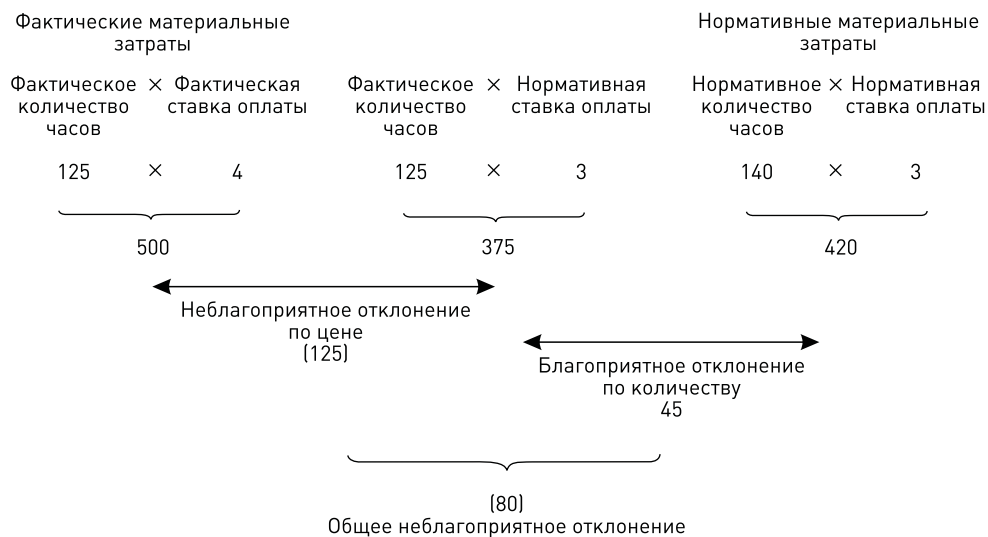 Фактические материальные
затраты
Нормативные материальные
затраты
Фактическое × Фактическая
количество ставка оплаты
часов
Фактическое × Нормативная
количество ставка оплаты
часов
Нормативное × Нормативная
количество ставка оплаты
часов
125 × 4
125 × 3
140 × 3
500
375
420
Неблагоприятное отклонение
по цене
(125)
Благоприятное отклонение
по количеству
45
(80)
Общее неблагоприятное отклонение